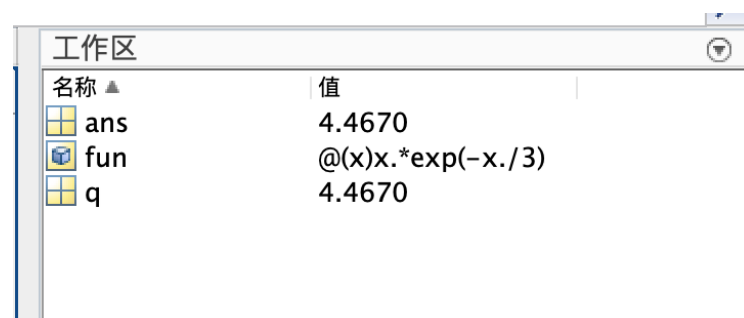 工作区
名称 值
ans 4.4670
fun @(x)x.*exp(-x./3)
q 4.4670